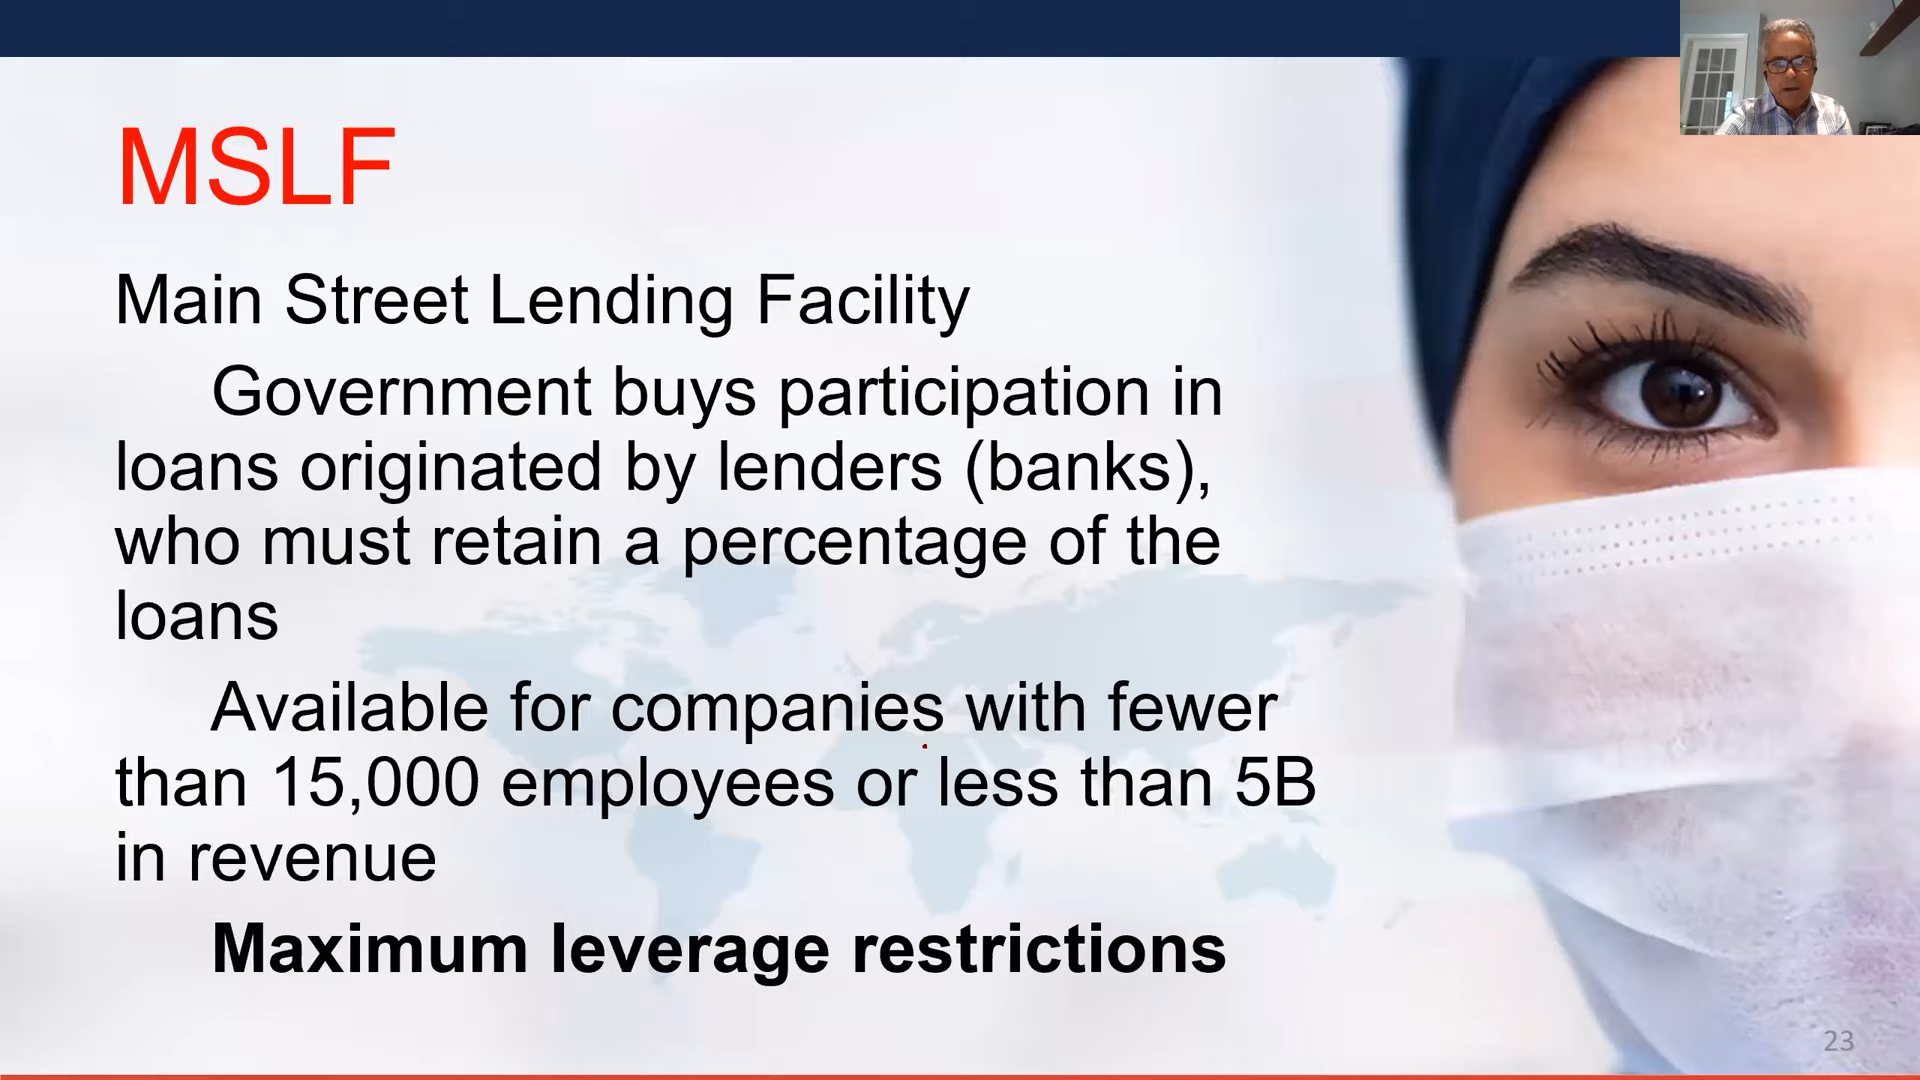 MSLF
Main Street Lending Facility
Government buys participation in
loans originated by lenders (banks),
who must retain a percentage of the
loans
Available for companies with fewer
than 15,000 employees or less than 5B
in revenue
Maximum leverage restrictions
23